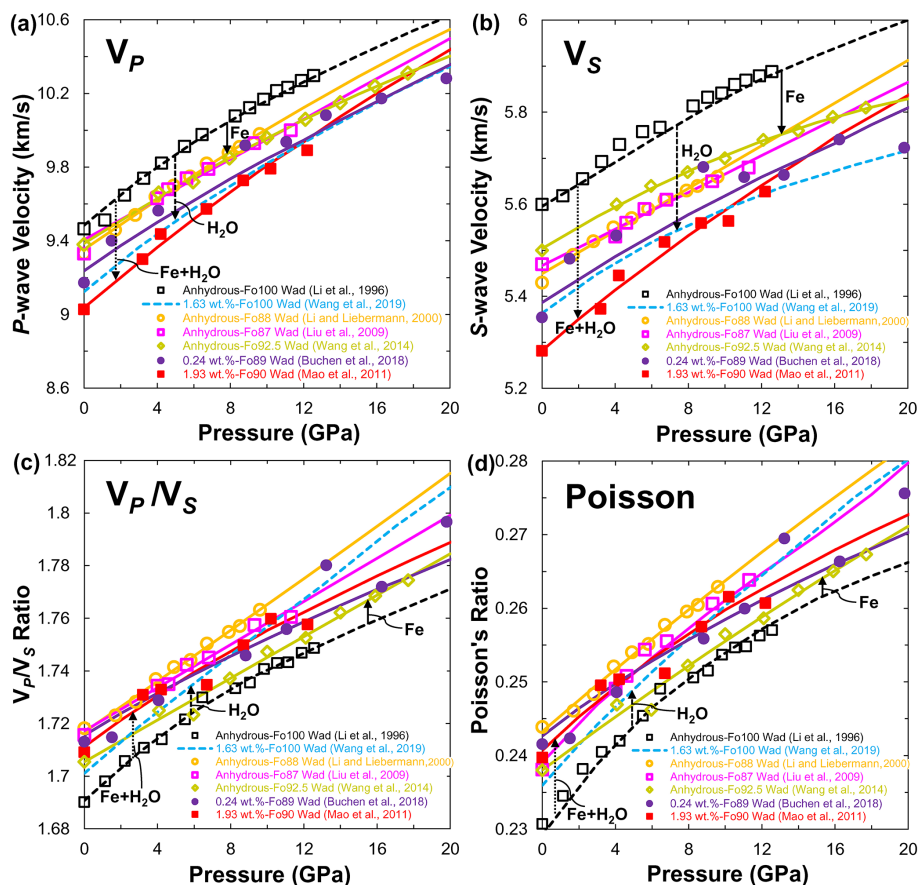 (a)
V_P
P-wave Velocity (km/s)
10.6
10.2
9.8
9.4
9
8.6
Fe
H₂O
Fe+H₂O
Anhydrous-Fo100 Wad (Li et al., 1996)
1.63 wt.%-Fo100 Wad (Wang et al., 2019)
Anhydrous-Fo88 Wad (Li and Liebermann, 2000)
Anhydrous-Fo87 Wad (Liu et al., 2009)
Anhydrous-Fo92.5 Wad (Wang et al., 2014)
0.24 wt.%-Fo89 Wad (Buchen et al., 2018)
1.93 wt.%-Fo90 Wad (Mao et al., 2011)
0 4 8 12 16 20
Pressure (GPa)
(b)
V_S
S-wave Velocity (km/s)
6
5.8
5.6
5.4
5.2
Fe
H₂O
Fe+H₂O
Anhydrous-Fo100 Wad (Li et al., 1996)
1.63 wt.%-Fo100 Wad (Wang et al., 2019)
Anhydrous-Fo88 Wad (Li and Liebermann, 2000)
Anhydrous-Fo87 Wad (Liu et al., 2009)
Anhydrous-Fo92.5 Wad (Wang et al., 2014)
0.24 wt.%-Fo89 Wad (Buchen et al., 2018)
1.93 wt.%-Fo90 Wad (Mao et al., 2011)
0 4 8 12 16 20
Pressure (GPa)
(c)
V_P/V_S
V_P/V_S Ratio
1.82
1.8
1.78
1.76
1.74
1.72
1.7
1.68
Fe
H₂O
Fe+H₂O
Anhydrous-Fo100 Wad (Li et al., 1996)
1.63 wt.%-Fo100 Wad (Wang et al., 2019)
Anhydrous-Fo88 Wad (Li and Liebermann,2000)
Anhydrous-Fo87 Wad (Liu et al., 2009)
Anhydrous-Fo92.5 Wad (Wang et al., 2014)
0.24 wt.%-Fo89 Wad (Buchen et al., 2018)
1.93 wt.%-Fo90 Wad (Mao et al., 2011)
0 4 8 12 16 20
Pressure (GPa)
(d)
Poisson
Poisson's Ratio
0.28
0.27
0.26
0.25
0.24
0.23
Fe
H₂O
Fe+H₂O
Anhydrous-Fo100 Wad (Li et al., 1996)
1.63 wt.%-Fo100 Wad (Wang et al., 2019)
Anhydrous-Fo88 Wad (Li and Liebermann, 2000)
Anhydrous-Fo87 Wad (Liu et al., 2009)
Anhydrous-Fo92.5 Wad (Wang et al., 2014)
0.24 wt.%-Fo89 Wad (Buchen et al., 2018)
1.93 wt.%-Fo90 Wad (Mao et al., 2011)
0 4 8 12 16 20
Pressure (GPa)